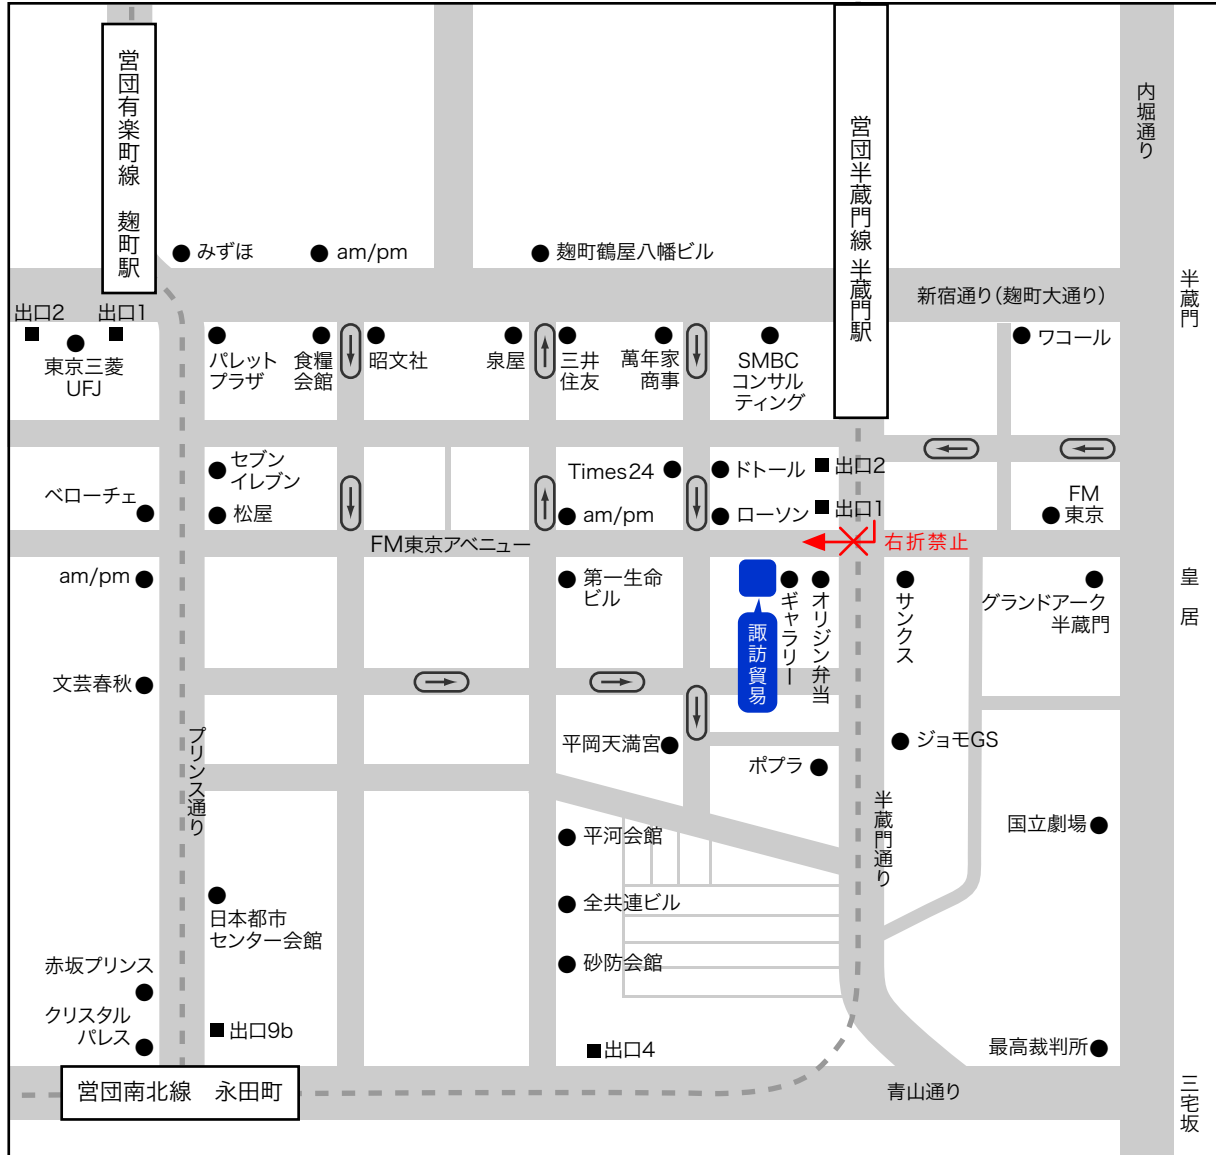 営団有楽町線　麹町駅
営団半蔵門線 半蔵門駅
内堀通り
みずほ
am/pm
麹町鶴屋八幡ビル
新宿通り(麹町大通り)
半蔵門
出口2
出口1
東京三菱
UFJ
パレット
プラザ
食糧
会館
昭文社
泉屋
三井
住友
萬年家
商事
SMBC
コンサル
ティング
ワコール
セブン
イレブン
Times24
ドトール
出口2
ベローチェ
松屋
am/pm
ローソン
出口1
FM
東京
FM東京アベニュー
右折禁止
am/pm
第一生命
ビル
諏訪貿易
ギャラリー
オリジン弁当
サンクス
グランドアーク
半蔵門
皇居
文芸春秋
プリンス通り
平岡天満宮
ポプラ
ジョモGS
半蔵門通り
国立劇場
平河会館
日本都市
センター会館
全共連ビル
砂防会館
赤坂プリンス
クリスタル
パレス
出口9b
出口4
最高裁判所
営団南北線　永田町
青山通り
三宅坂